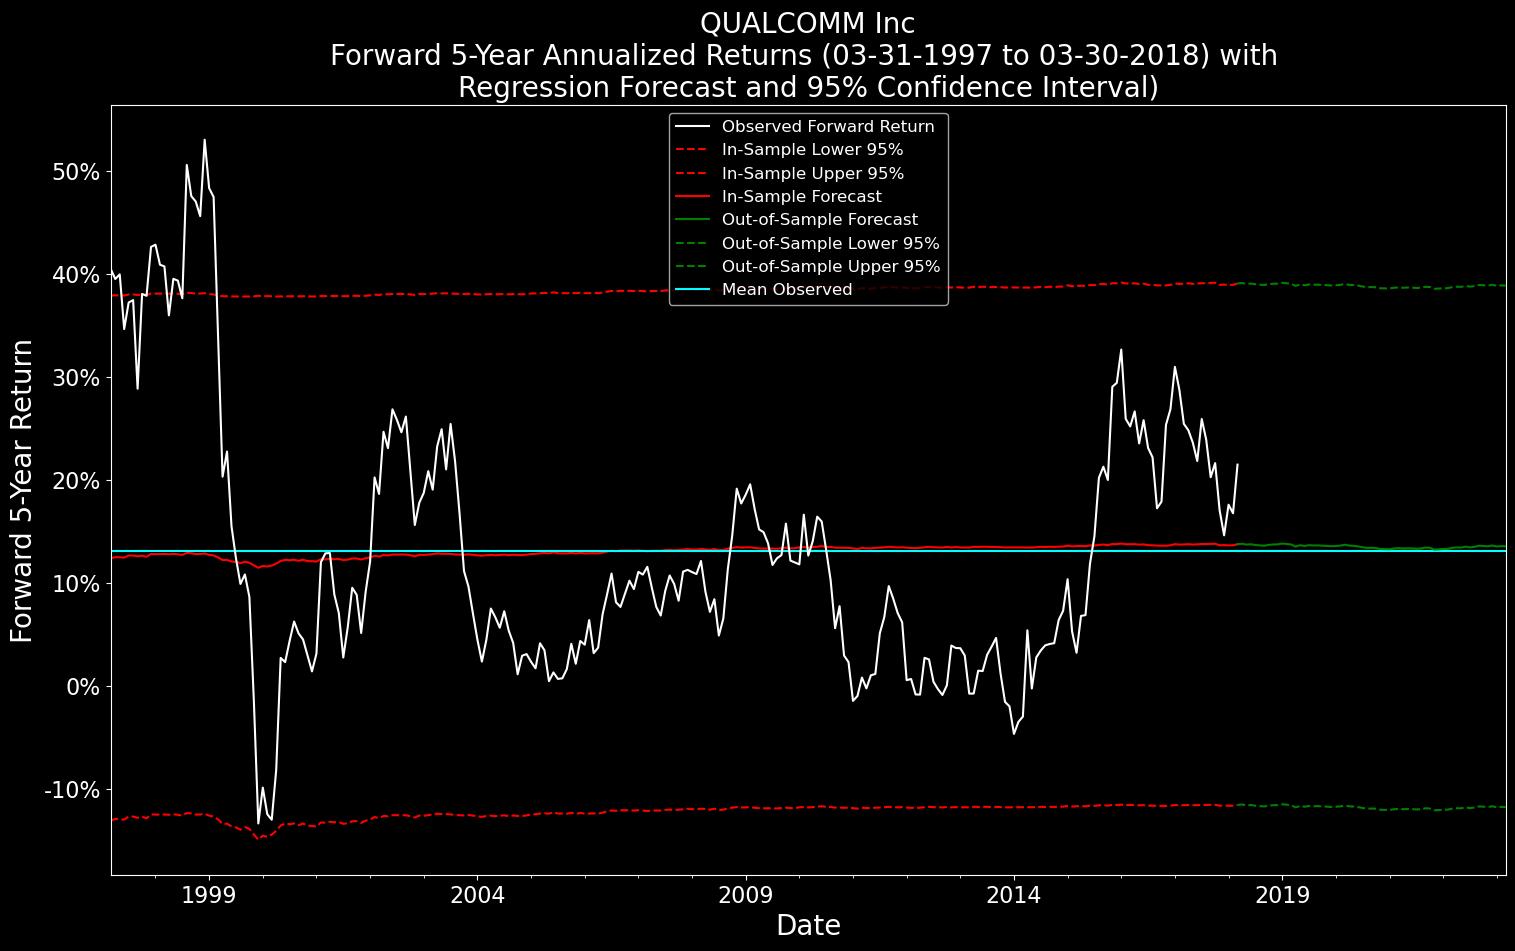 QUALCOMM Inc
Forward 5-Year Annualized Returns (03-31-1997 to 03-30-2018) with
Regression Forecast and 95% Confidence Interval)
Observed Forward Return
In-Sample Lower 95%
In-Sample Upper 95%
In-Sample Forecast
Out-of-Sample Forecast
Out-of-Sample Lower 95%
Out-of-Sample Upper 95%
Mean Observed
Forward 5-Year Return
50%
40%
30%
20%
10%
0%
-10%
1999 2004 2009 2014 2019
Date